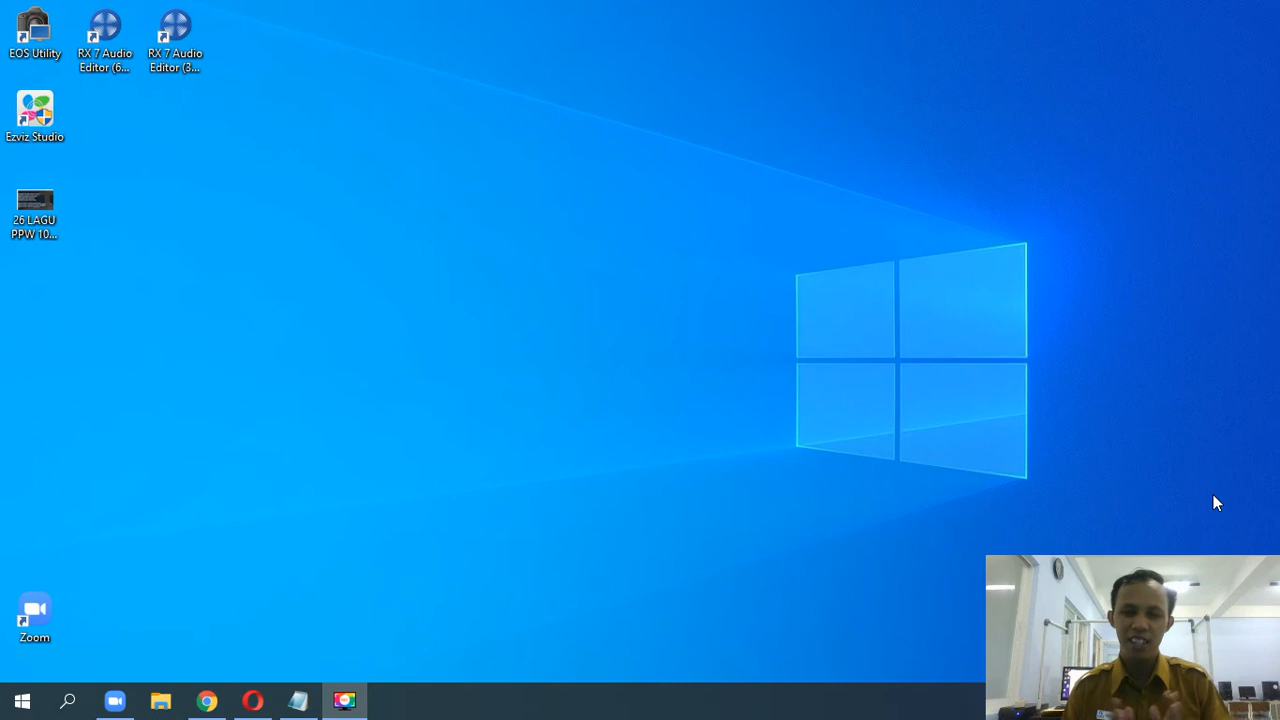 EOS Utility
RX 7 Audio
Editor (6...
RX 7 Audio
Editor (3...
Ezviz Studio
26 LAGU
PPW 10...
Zoom